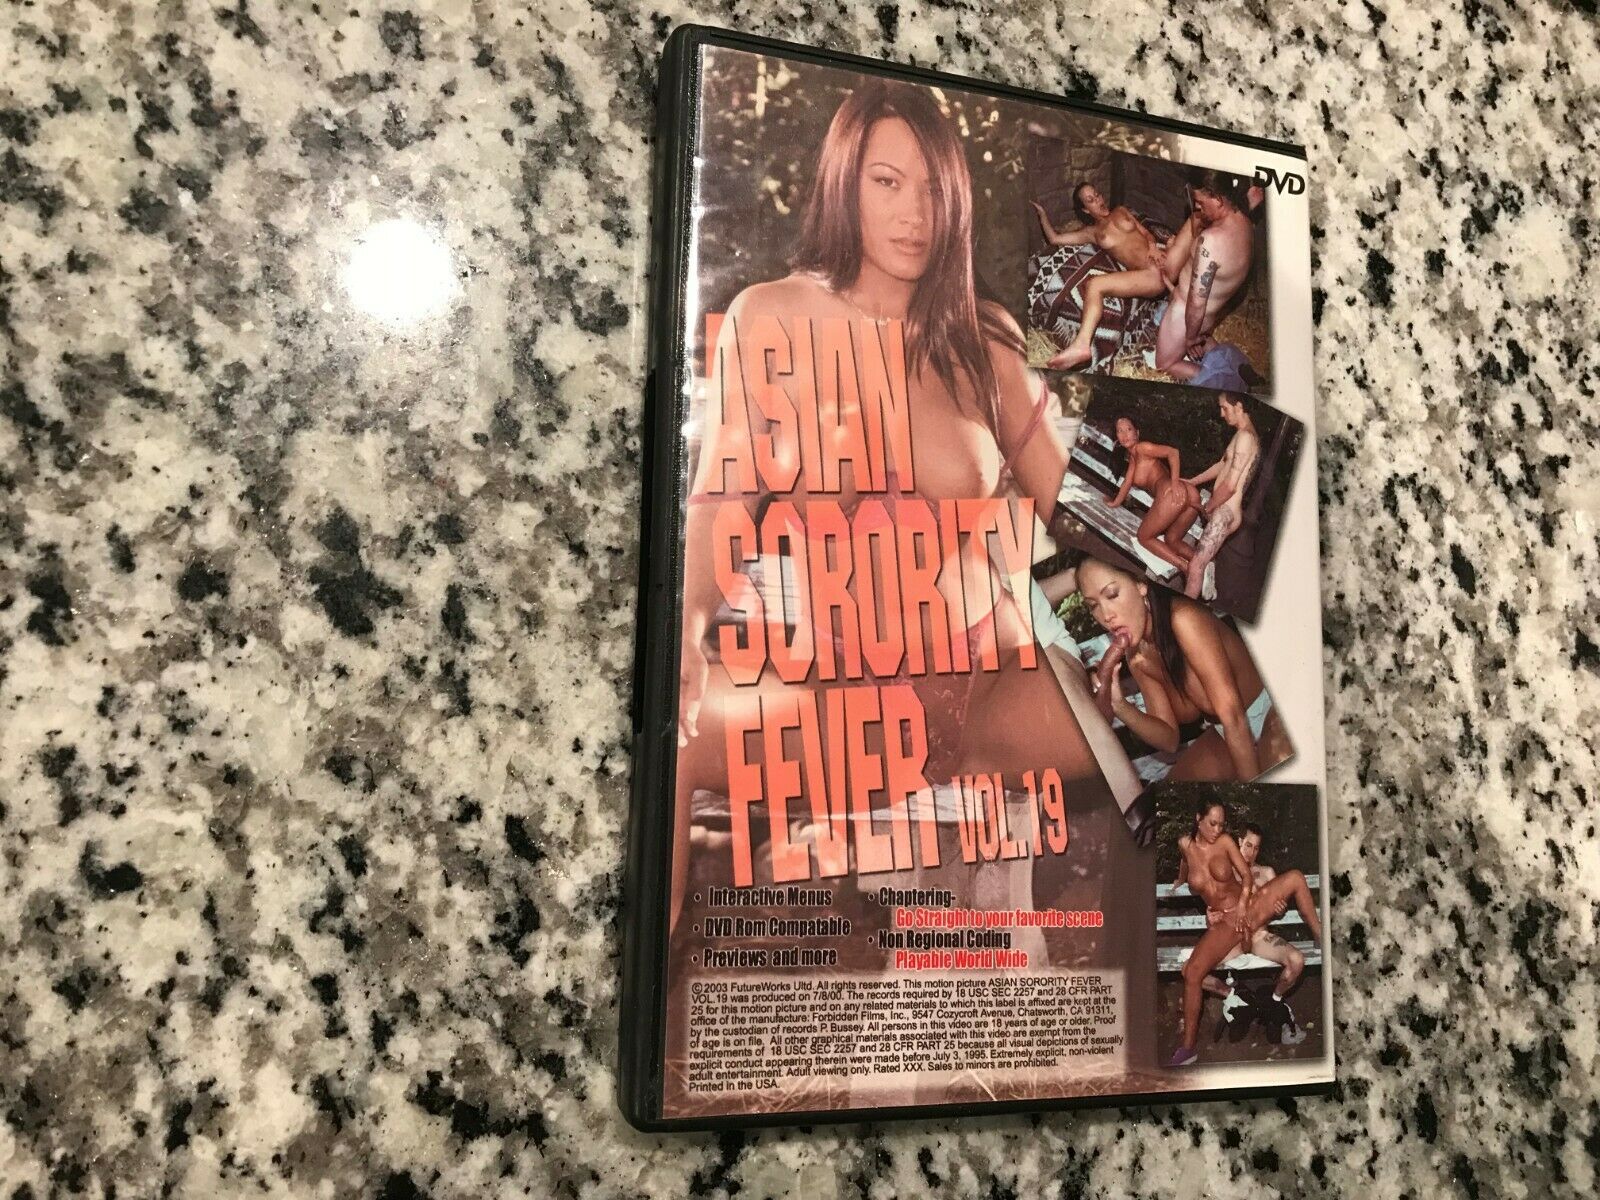 DVD
ASIAN
SORORITY
FEVER VOL.19
• Interactive Menus
• DVD Rom Compatable
• Previews and more
• Chaptering-
Go Straight to your favorite scene
• Non Regional Coding
Playable World Wide
©2003 FutureWorks Ultd. All rights reserved. This motion picture ASIAN SORORITY FEVER
VOL.19 was produced on 7/8/00. The records required by 18 USC SEC 2257 and 28 CFR PART
25 for this motion picture and on any related materials to which this label is affixed are kept at the
office of the manufacture: Forbidden Films, Inc., 9547 Cozycroft Avenue, Chatsworth, CA 91311,
by the custodian of records P. Bussey. All persons in this video are 18 years of age or older. Proof
of age is on file. All other graphical materials associated with this video are exempt from the
requirements of 18 USC SEC 2257 and 28 CFR PART 25 because all visual depictions of sexually
explicit conduct appearing therein were made before July 3, 1995. Extremely explicit, non-violent
adult entertainment. Adult viewing only. Rated XXX. Sales to minors are prohibited.
Printed in the USA.